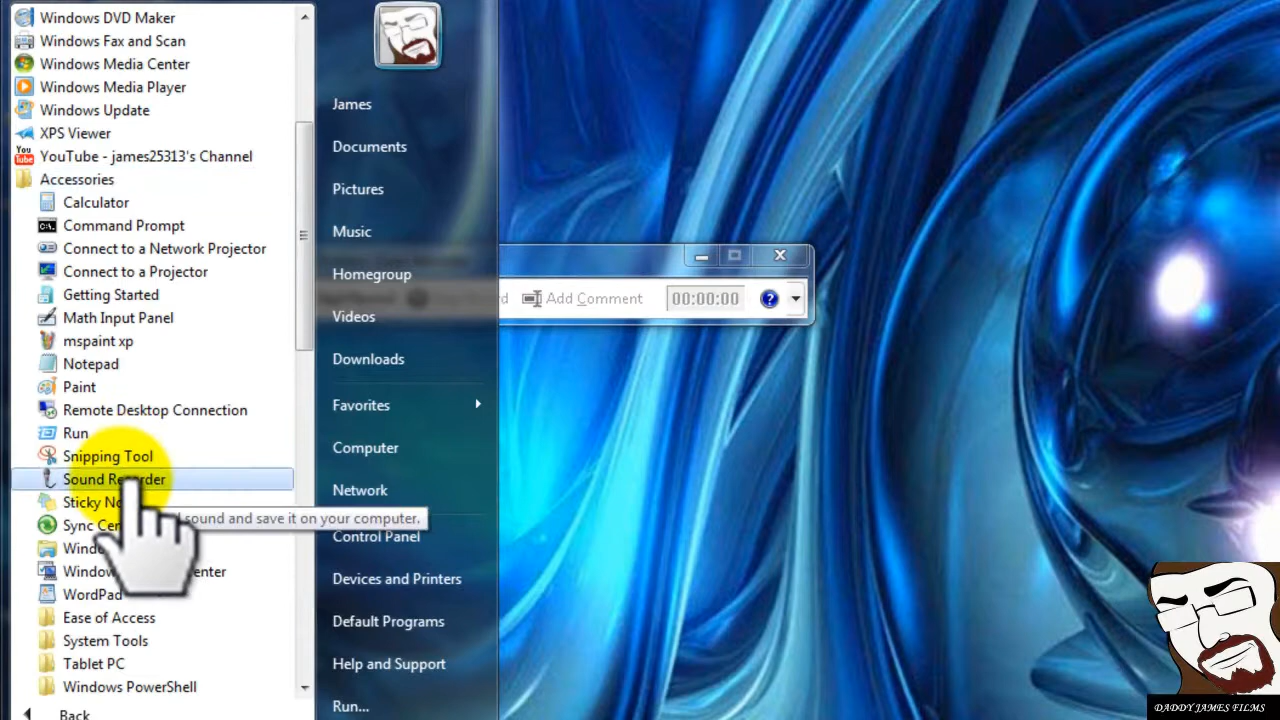 Windows DVD Maker
Windows Fax and Scan
Windows Media Center
Windows Media Player
Windows Update
XPS Viewer
You Tube
YouTube - james25313's Channel
Accessories
Calculator
C:\.
Command Prompt
Connect to a Network Projector
Connect to a Projector
Getting Started
Math Input Panel
mspaint xp
Notepad
Paint
Remote Desktop Connection
Run
Snipping Tool
Sound Recorder
Sticky No
sound and save it on your computer.
Sync Cen
Windo
Window enter
WordPad
Ease of Access
System Tools
Tablet PC
Windows PowerShell
Back
James
Documents
Pictures
Music
Homegroup
Videos
Downloads
Favorites
Computer
Network
Control Panel
Devices and Printers
Default Programs
Help and Support
Run...
Add Comment
00:00:00
?
DADDY JAMES FILMS